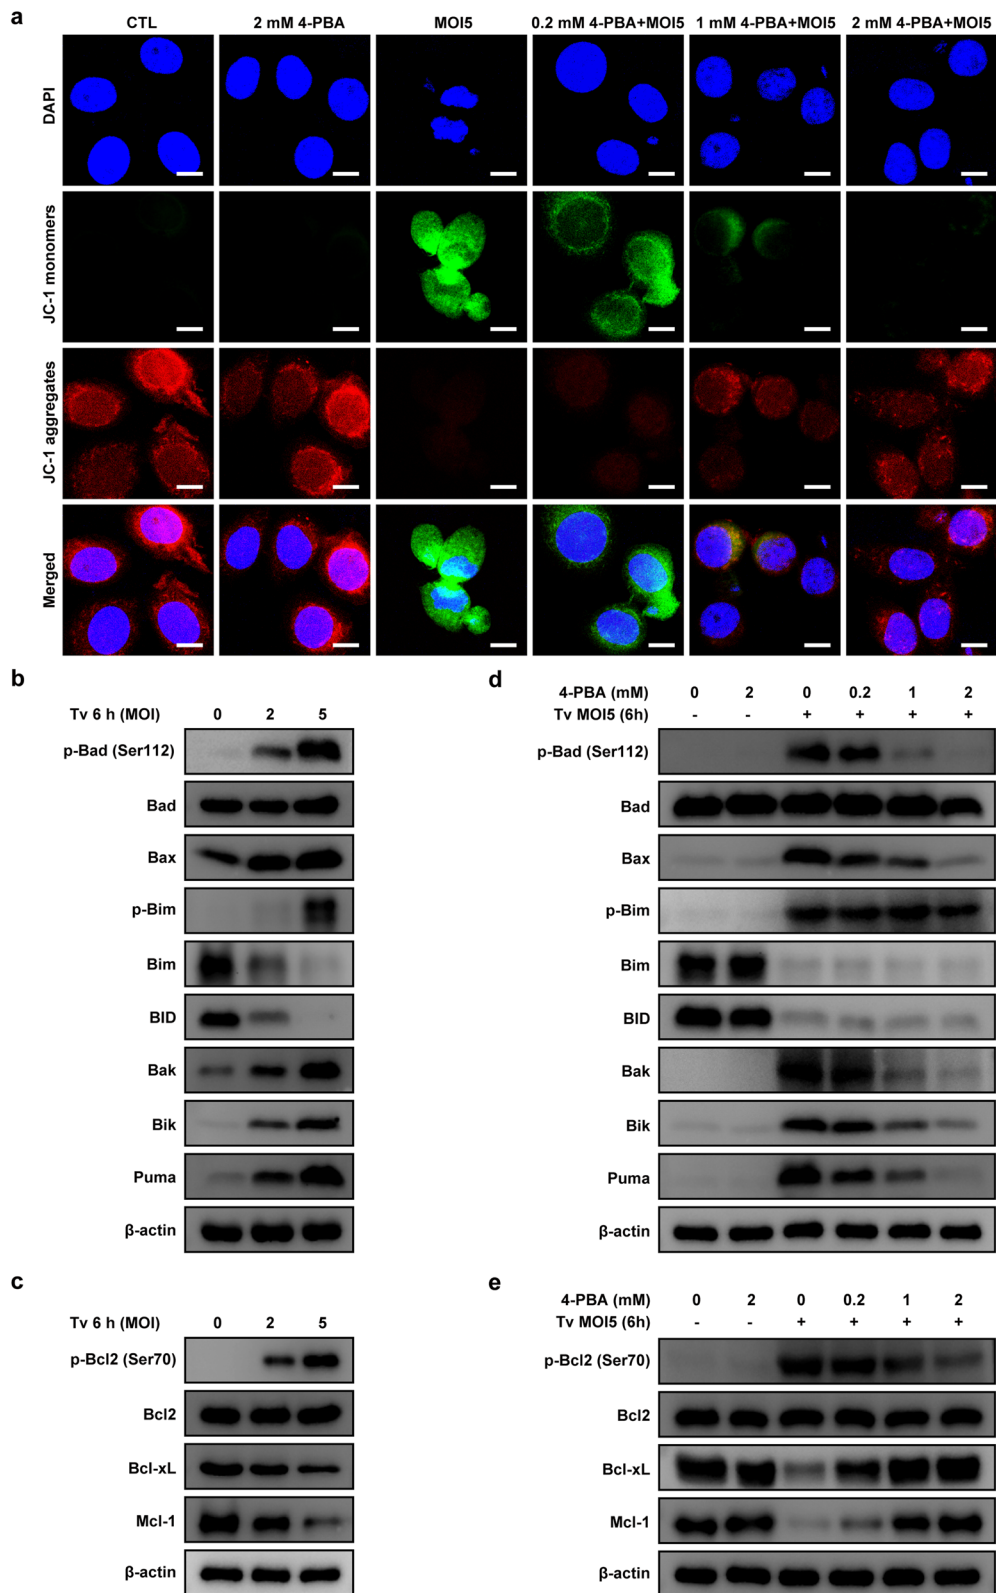 a
CTL 2 mM 4-PBA MOI5 0.2 mM 4-PBA+MOI5 1 mM 4-PBA+MOI5 2 mM 4-PBA+MOI5
DAPI
JC-1 monomers
JC-1 aggregates
Merged
b
Tv 6 h (MOI) 0 2 5
p-Bad (Ser112)
Bad
Bax
p-Bim
Bim
BID
Bak
Bik
Puma
β-actin
d
4-PBA (mM) 0 2 0 0.2 1 2
Tv MOI5 (6h) - - + + + +
p-Bad (Ser112)
Bad
Bax
p-Bim
Bim
BID
Bak
Bik
Puma
β-actin
c
Tv 6 h (MOI) 0 2 5
p-Bcl2 (Ser70)
Bcl2
Bcl-xL
Mcl-1
β-actin
e
4-PBA (mM) 0 2 0 0.2 1 2
Tv MOI5 (6h) - - + + + +
p-Bcl2 (Ser70)
Bcl2
Bcl-xL
Mcl-1
β-actin